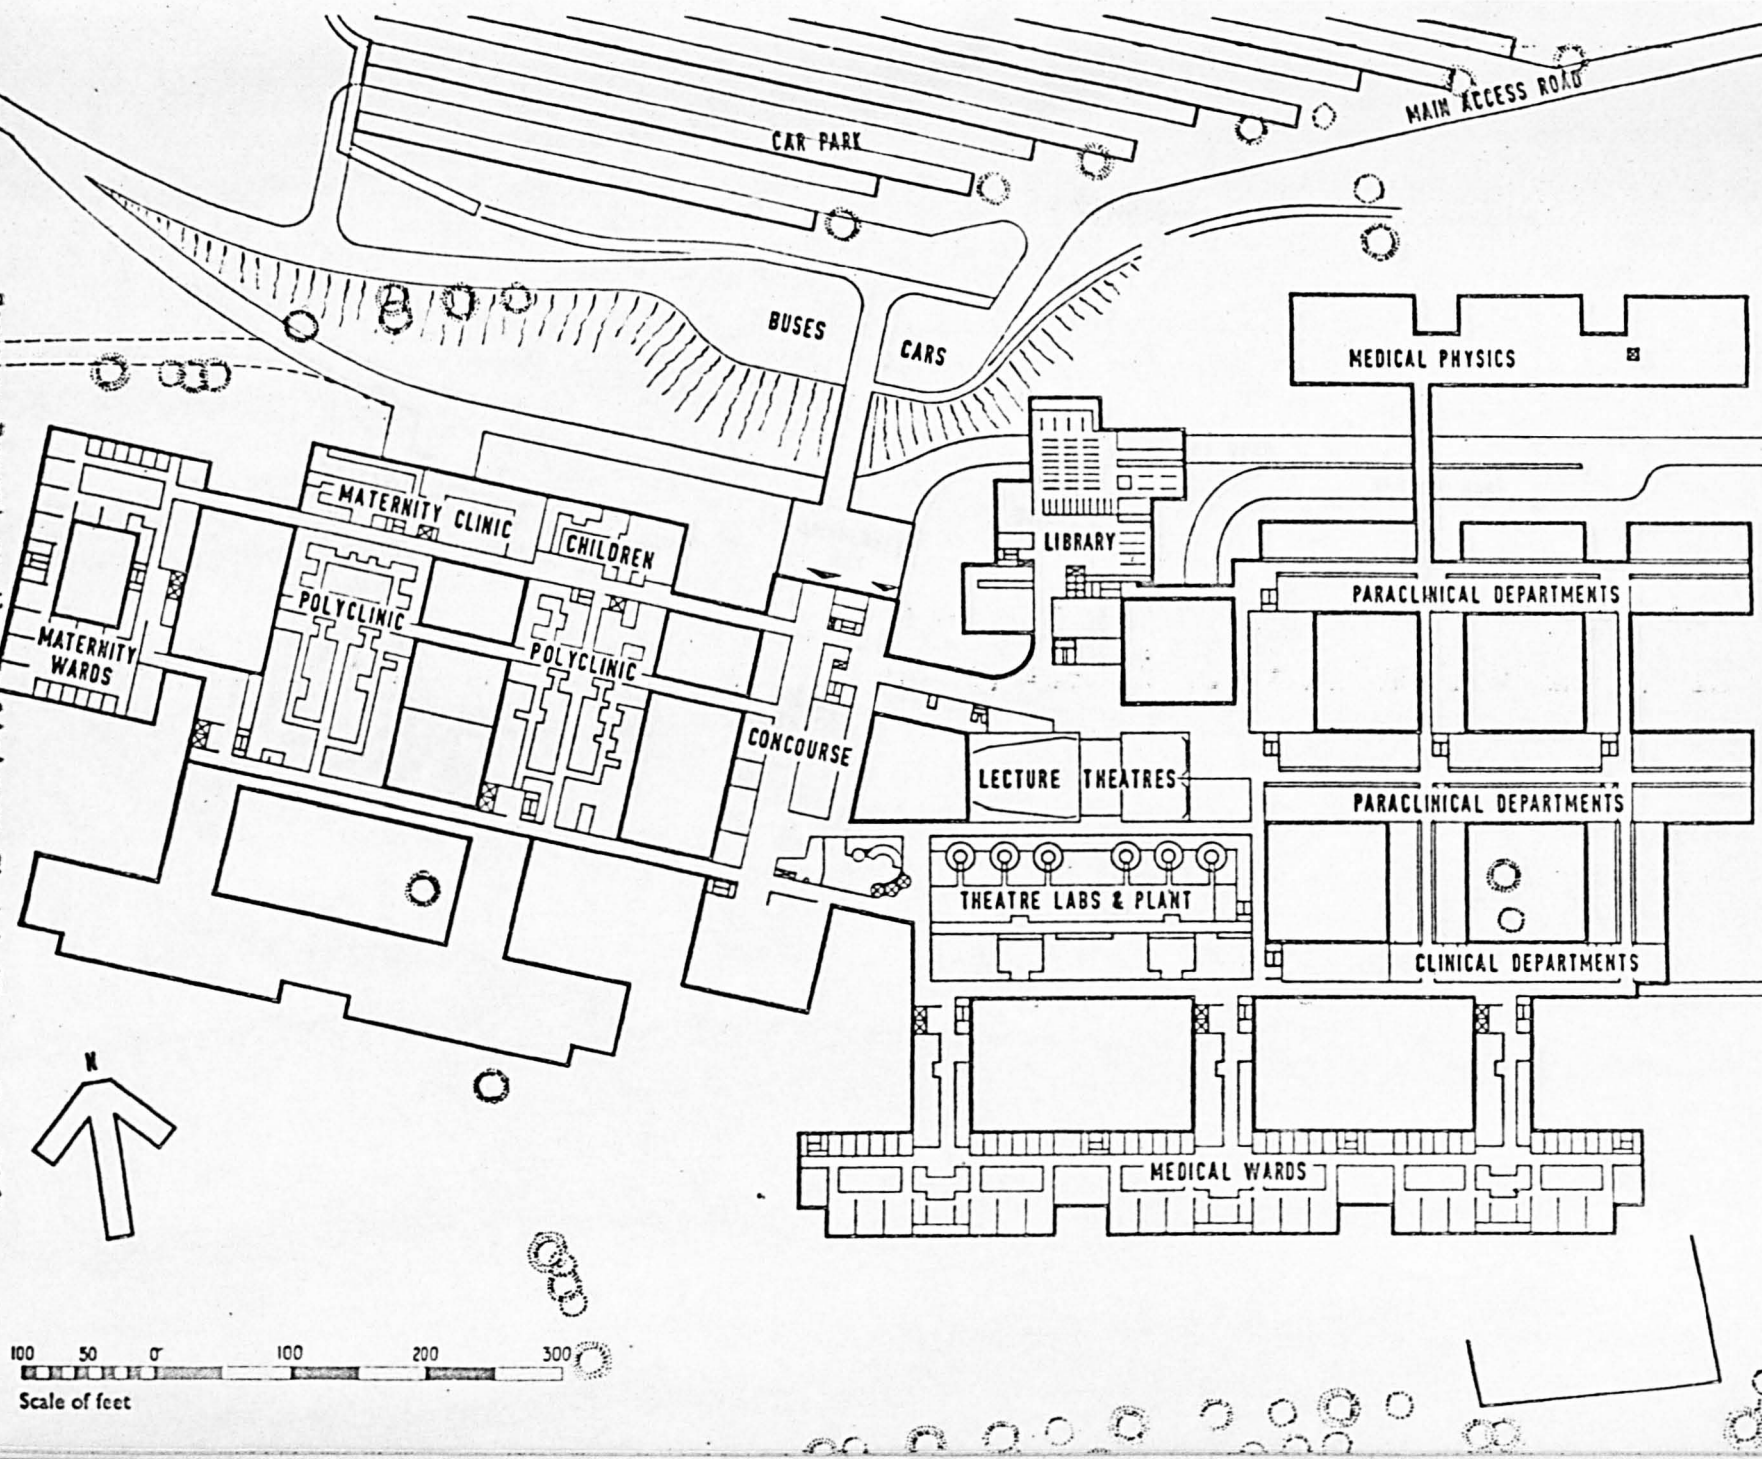 MAIN ACCESS ROAD
CAR PARK
BUSES
CARS
MEDICAL PHYSICS
MATERNITY CLINIC
CHILDREN
LIBRARY
POLYCLINIC
PARACLINICAL DEPARTMENTS
MATERNITY
WARDS
POLYCLINIC
CONCOURSE
LECTURE THEATRES
PARACLINICAL DEPARTMENTS
THEATRE LABS & PLANT
CLINICAL DEPARTMENTS
N
MEDICAL WARDS
100 50 0 100 200 300
Scale of feet